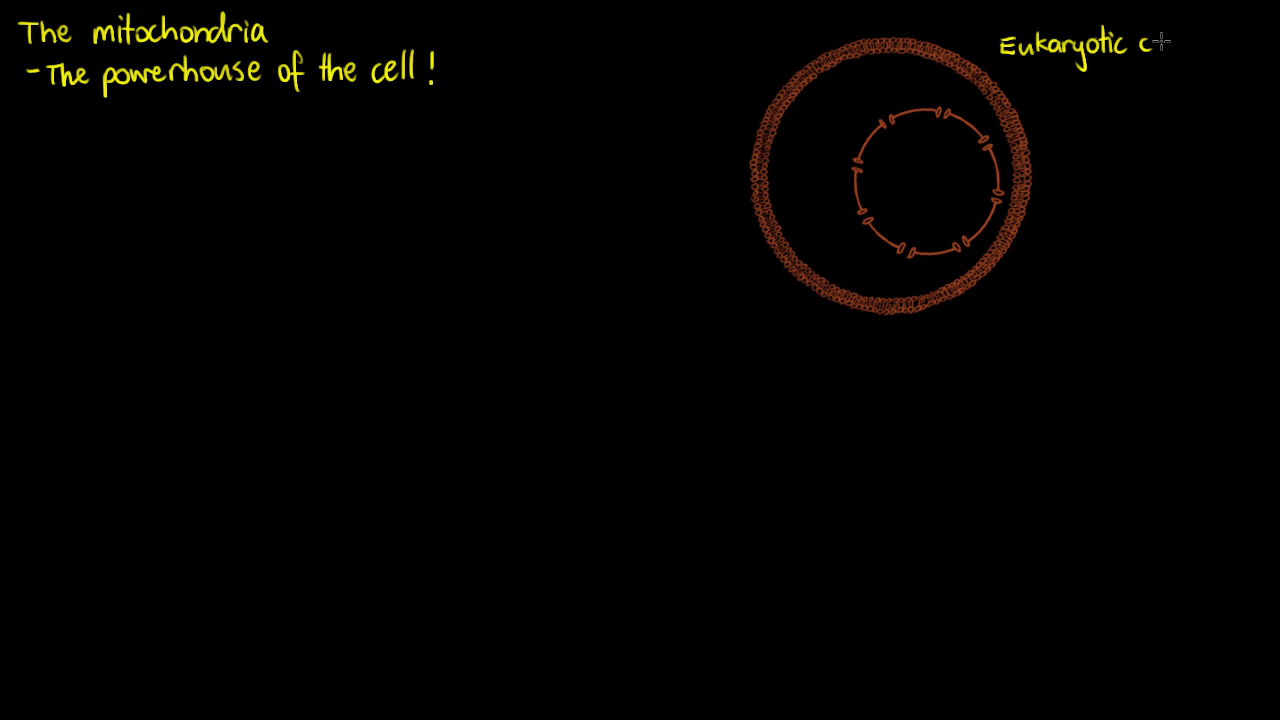 The mitochondria
- The powerhouse of the cell!
Eukaryotic c